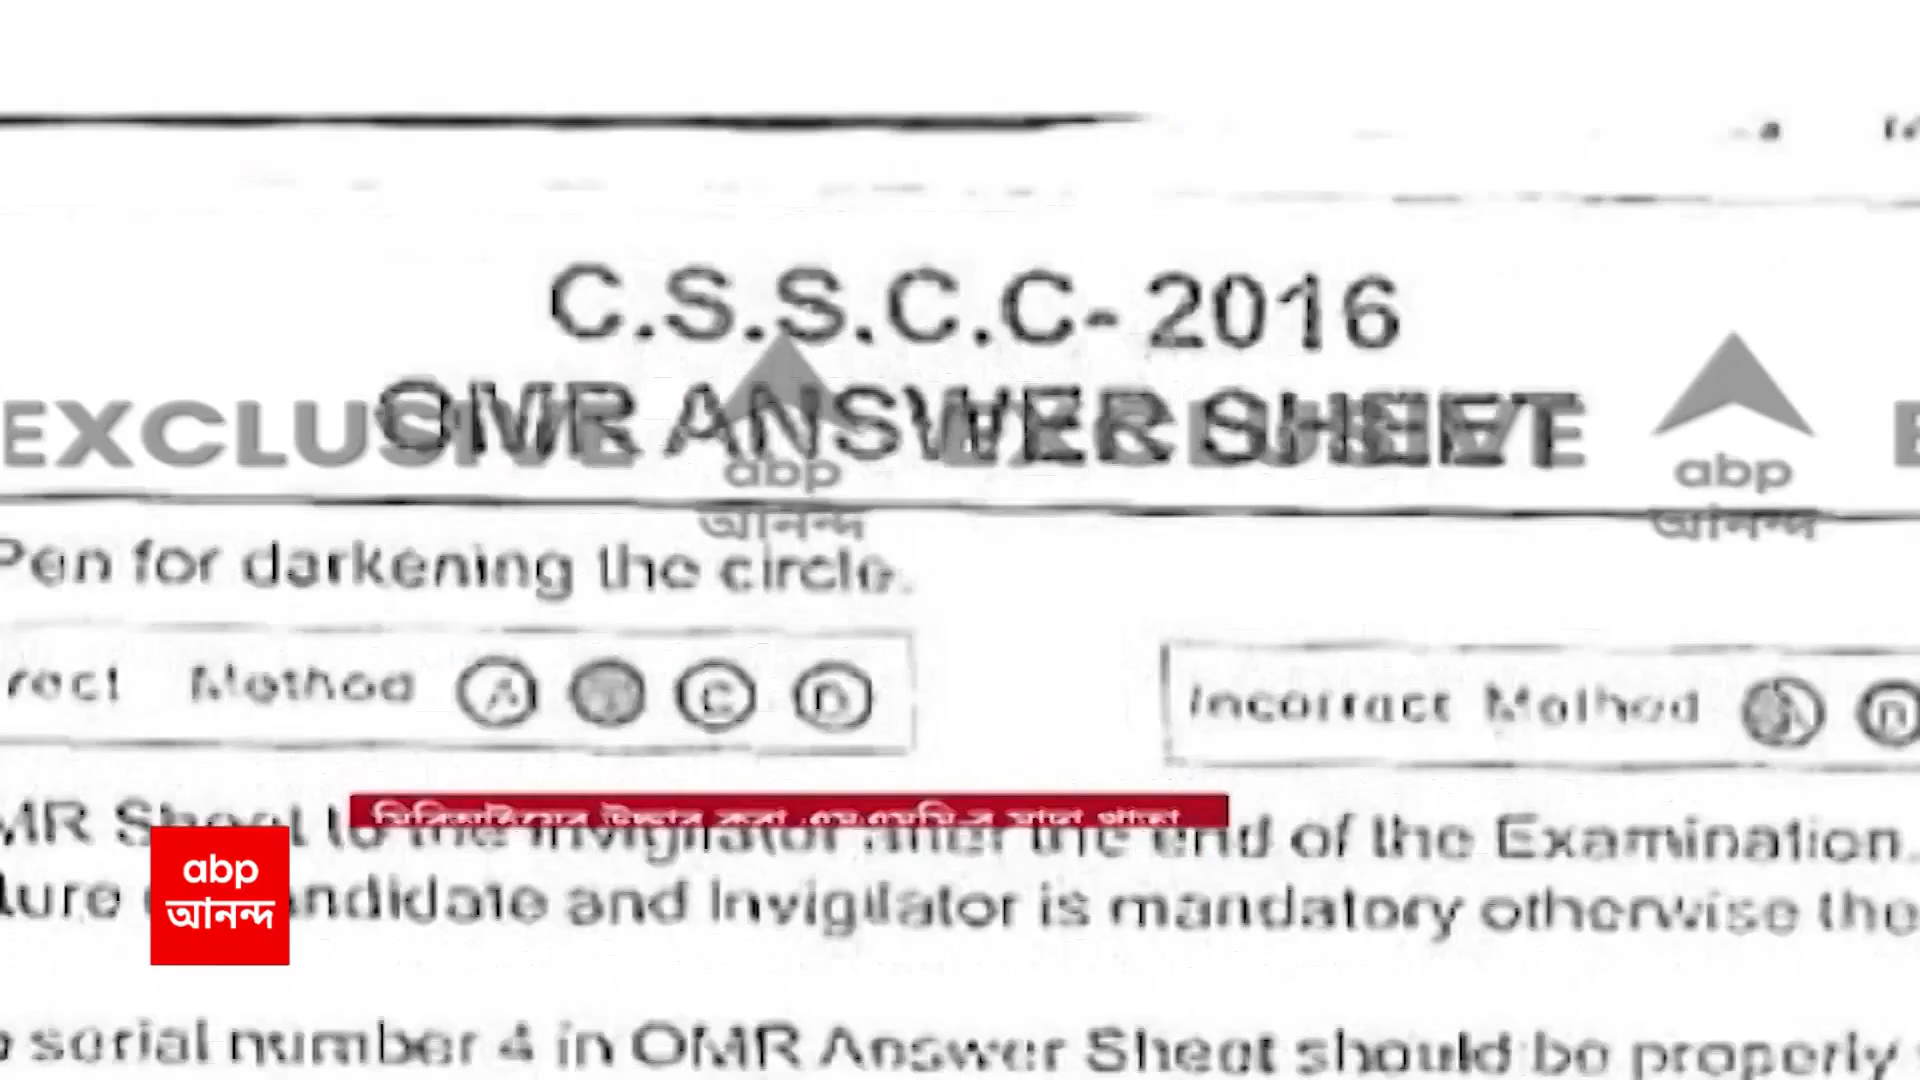 C.S.S.C.C- 2016
OMR ANSWER SHEET
EXCLUSIVE
abp
আনন্দ
EXCLUSIVE
abp
আনন্দ
Pen for darkening the circle.
rect Method A C D
Incorrect Method A D
MR Sheet to the Invigilator after the end of the Examination.
abp
আনন্দ
andidate and Invigilator is mandatory otherwise the
serial number 4 in OMR Answer Sheet should be properly